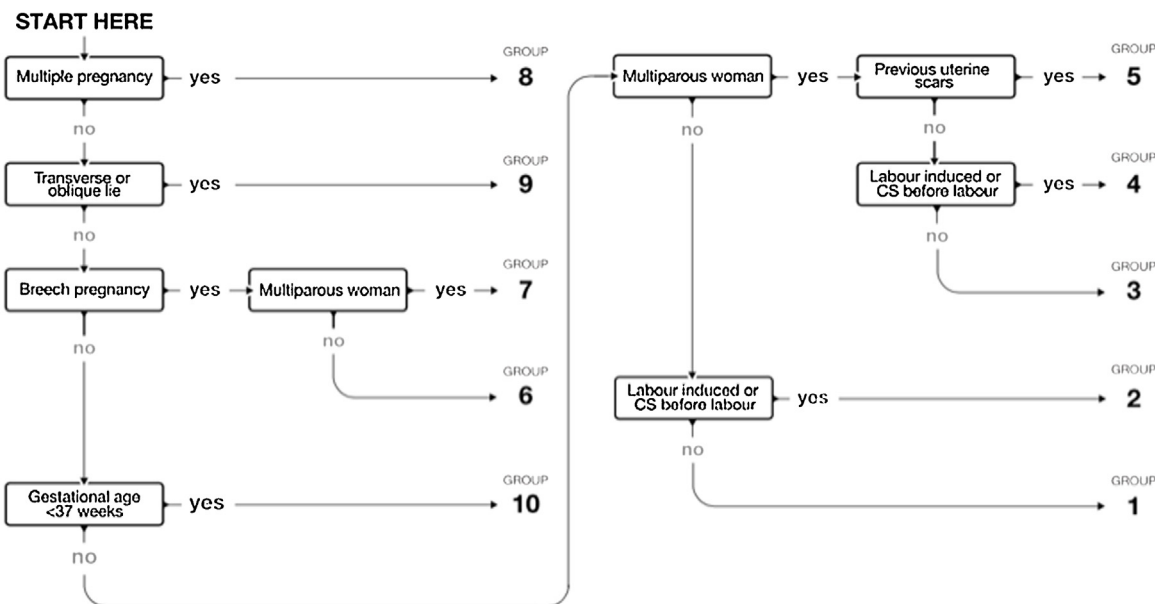 START HERE
Multiple pregnancy
yes
GROUP
8
no
Transverse or
oblique lie
yes
GROUP
9
no
Breech pregnancy
yes
Multiparous woman
yes
GROUP
7
no
no
GROUP
6
Gestational age
<37 weeks
yes
GROUP
10
no
Multiparous woman
yes
Previous uterine
scars
yes
GROUP
5
no
no
Labour induced or
CS before labour
yes
GROUP
4
no
GROUP
3
Labour induced or
CS before labour
yes
GROUP
2
no
GROUP
1